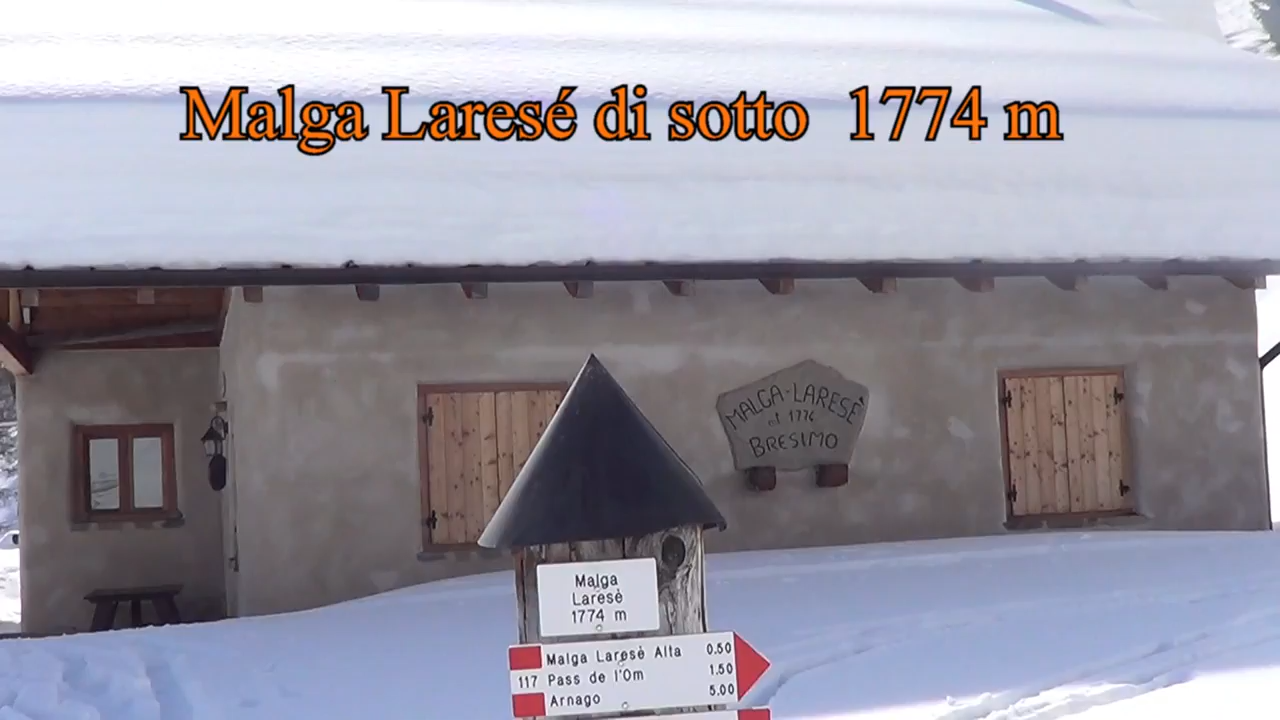 Malga Laresé di sotto 1774 m
MALGA-LARESÈ
BRESIMO
Malga
Laresè
1774 m
Malga Laresè Alta 0.50
117 Pass de l'Om 1.50
Arnago 5.00